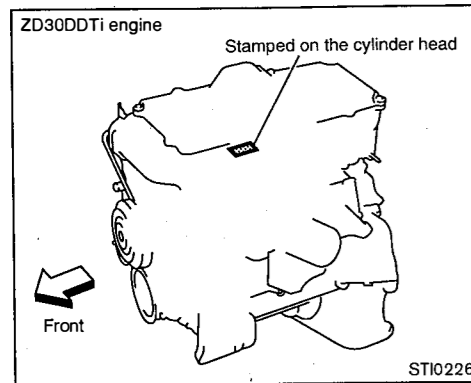 ZD30DDTi engine
Stamped on the cylinder head
Front
STI0226